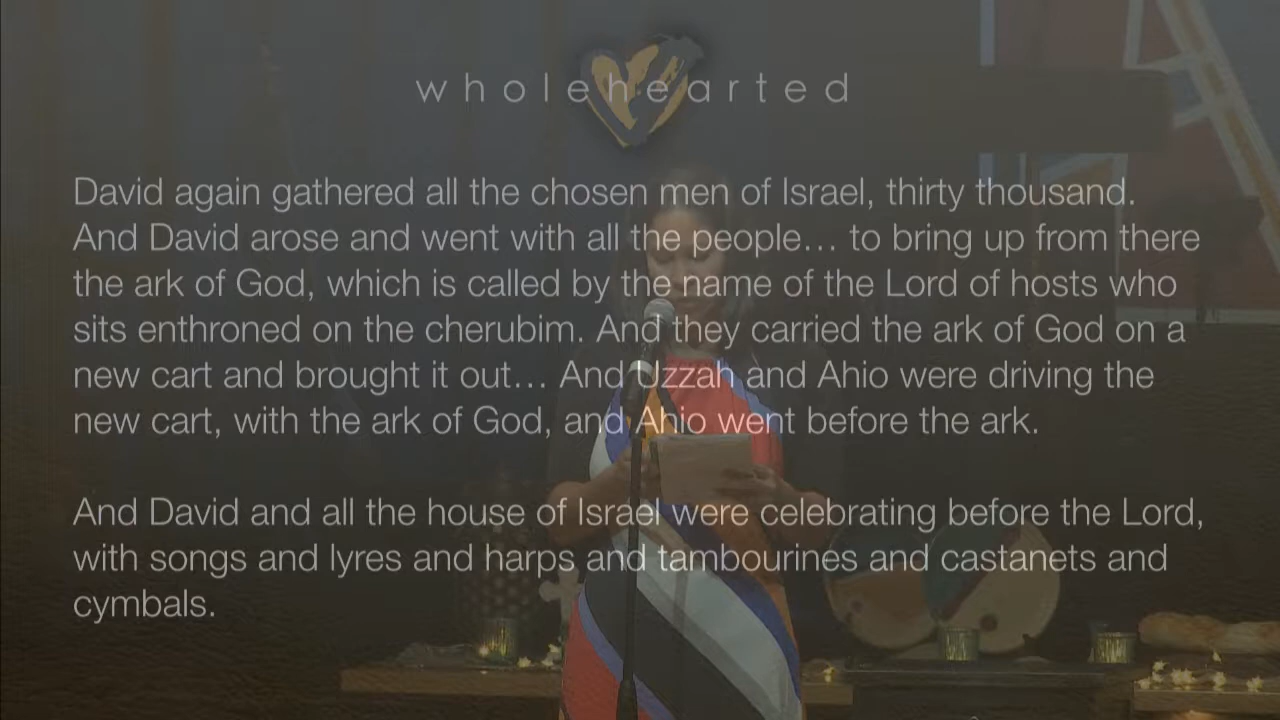 wholehearted
David again gathered all the chosen men of Israel, thirty thousand.
And David arose and went with all the people… to bring up from there
the ark of God, which is called by the name of the Lord of hosts who
sits enthroned on the cherubim. And they carried the ark of God on a
new cart and brought it out… And Uzzah and Ahio were driving the
new cart, with the ark of God, and Ahio went before the ark.
And David and all the house of Israel were celebrating before the Lord,
with songs and lyres and harps and tambourines and castanets and
cymbals.